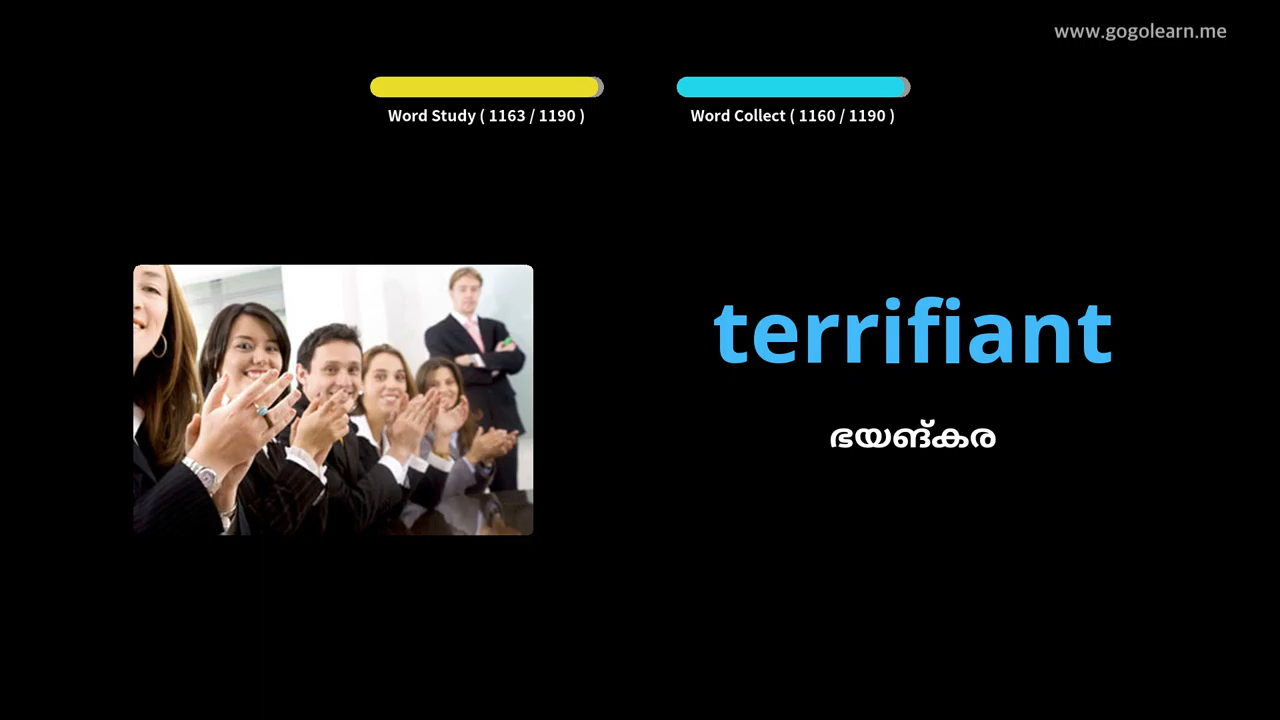 www.gogolearn.me
Word Study ( 1163 / 1190 )
Word Collect ( 1160 / 1190 )
terrifiant
ഭയങ്കര